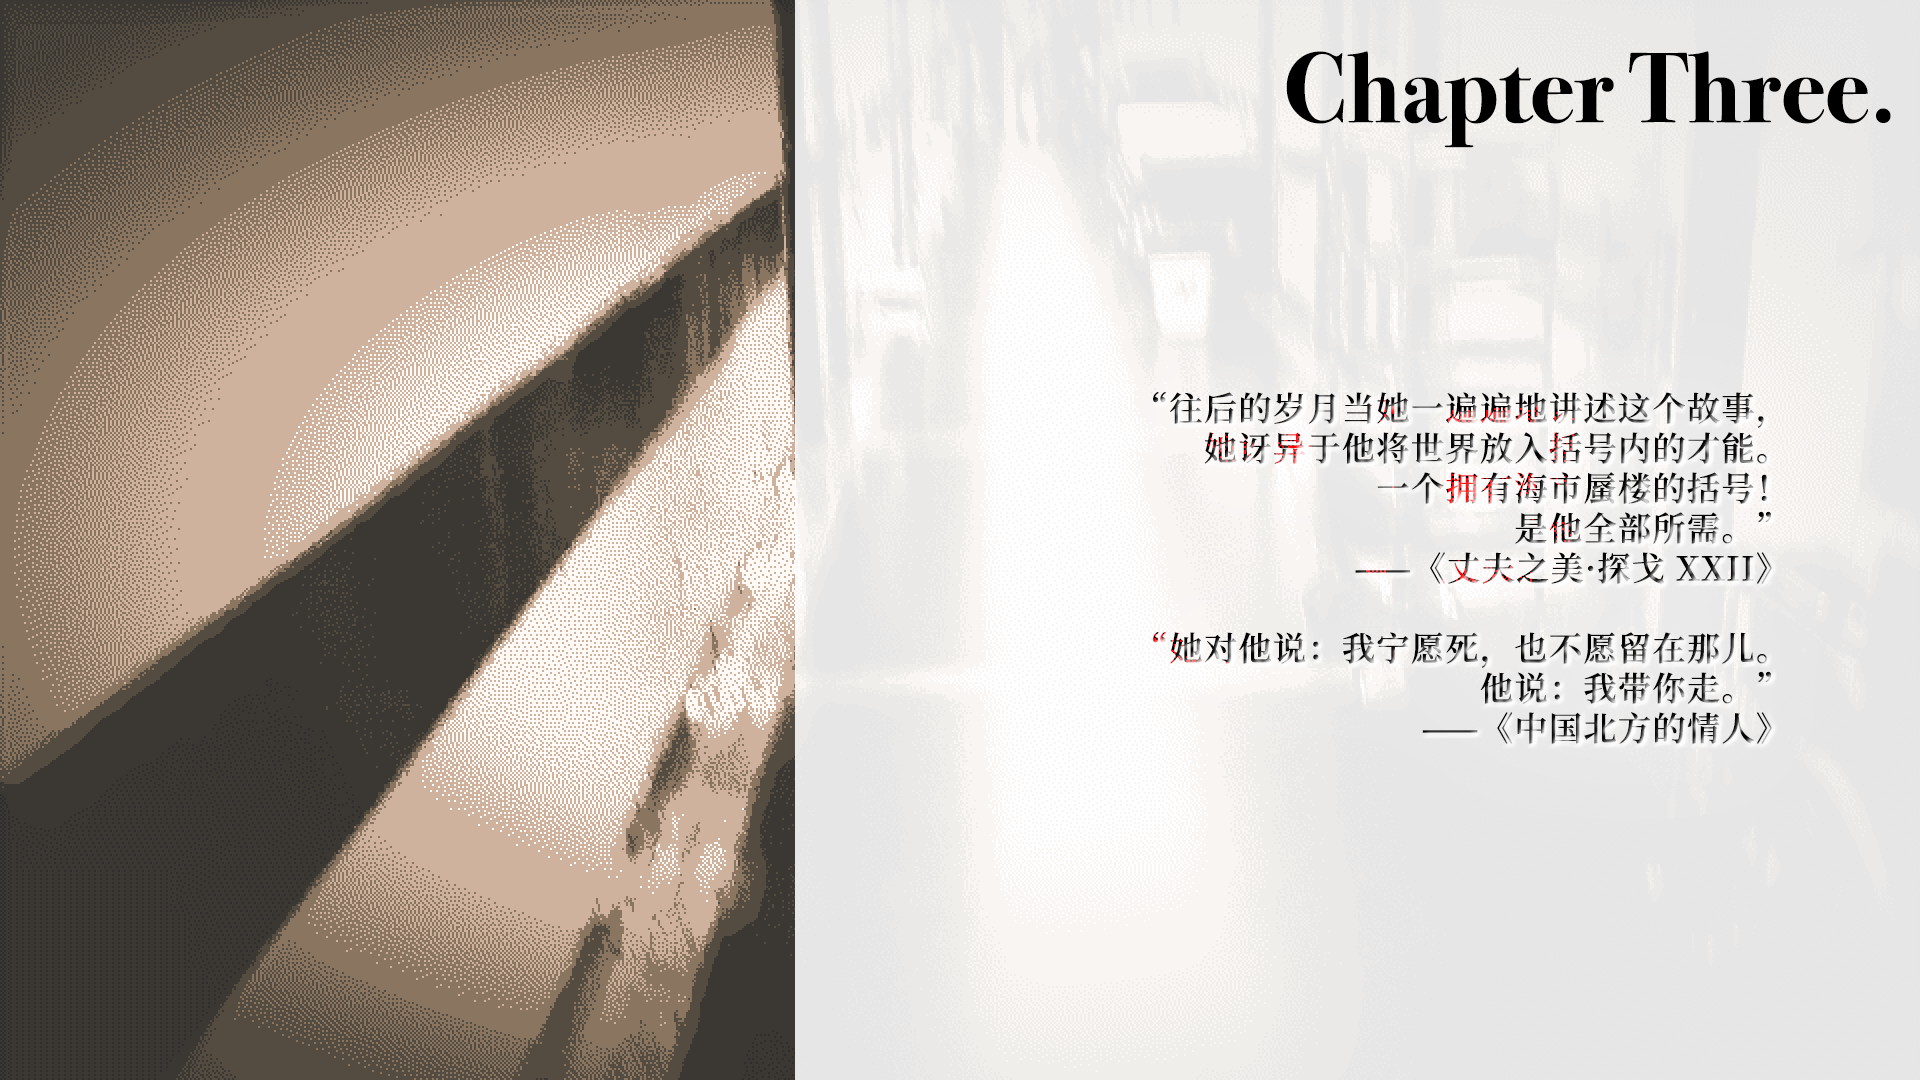 Chapter Three.
“往后的岁月当她一遍遍地讲述这个故事，
她讶异于他将世界放入括号内的才能。
一个拥有海市蜃楼的括号！
是他全部所需。”
——《丈夫之美·探戈 XXII》
“她对他说：我宁愿死，也不愿留在那儿。
他说：我带你走。”
——《中国北方的情人》